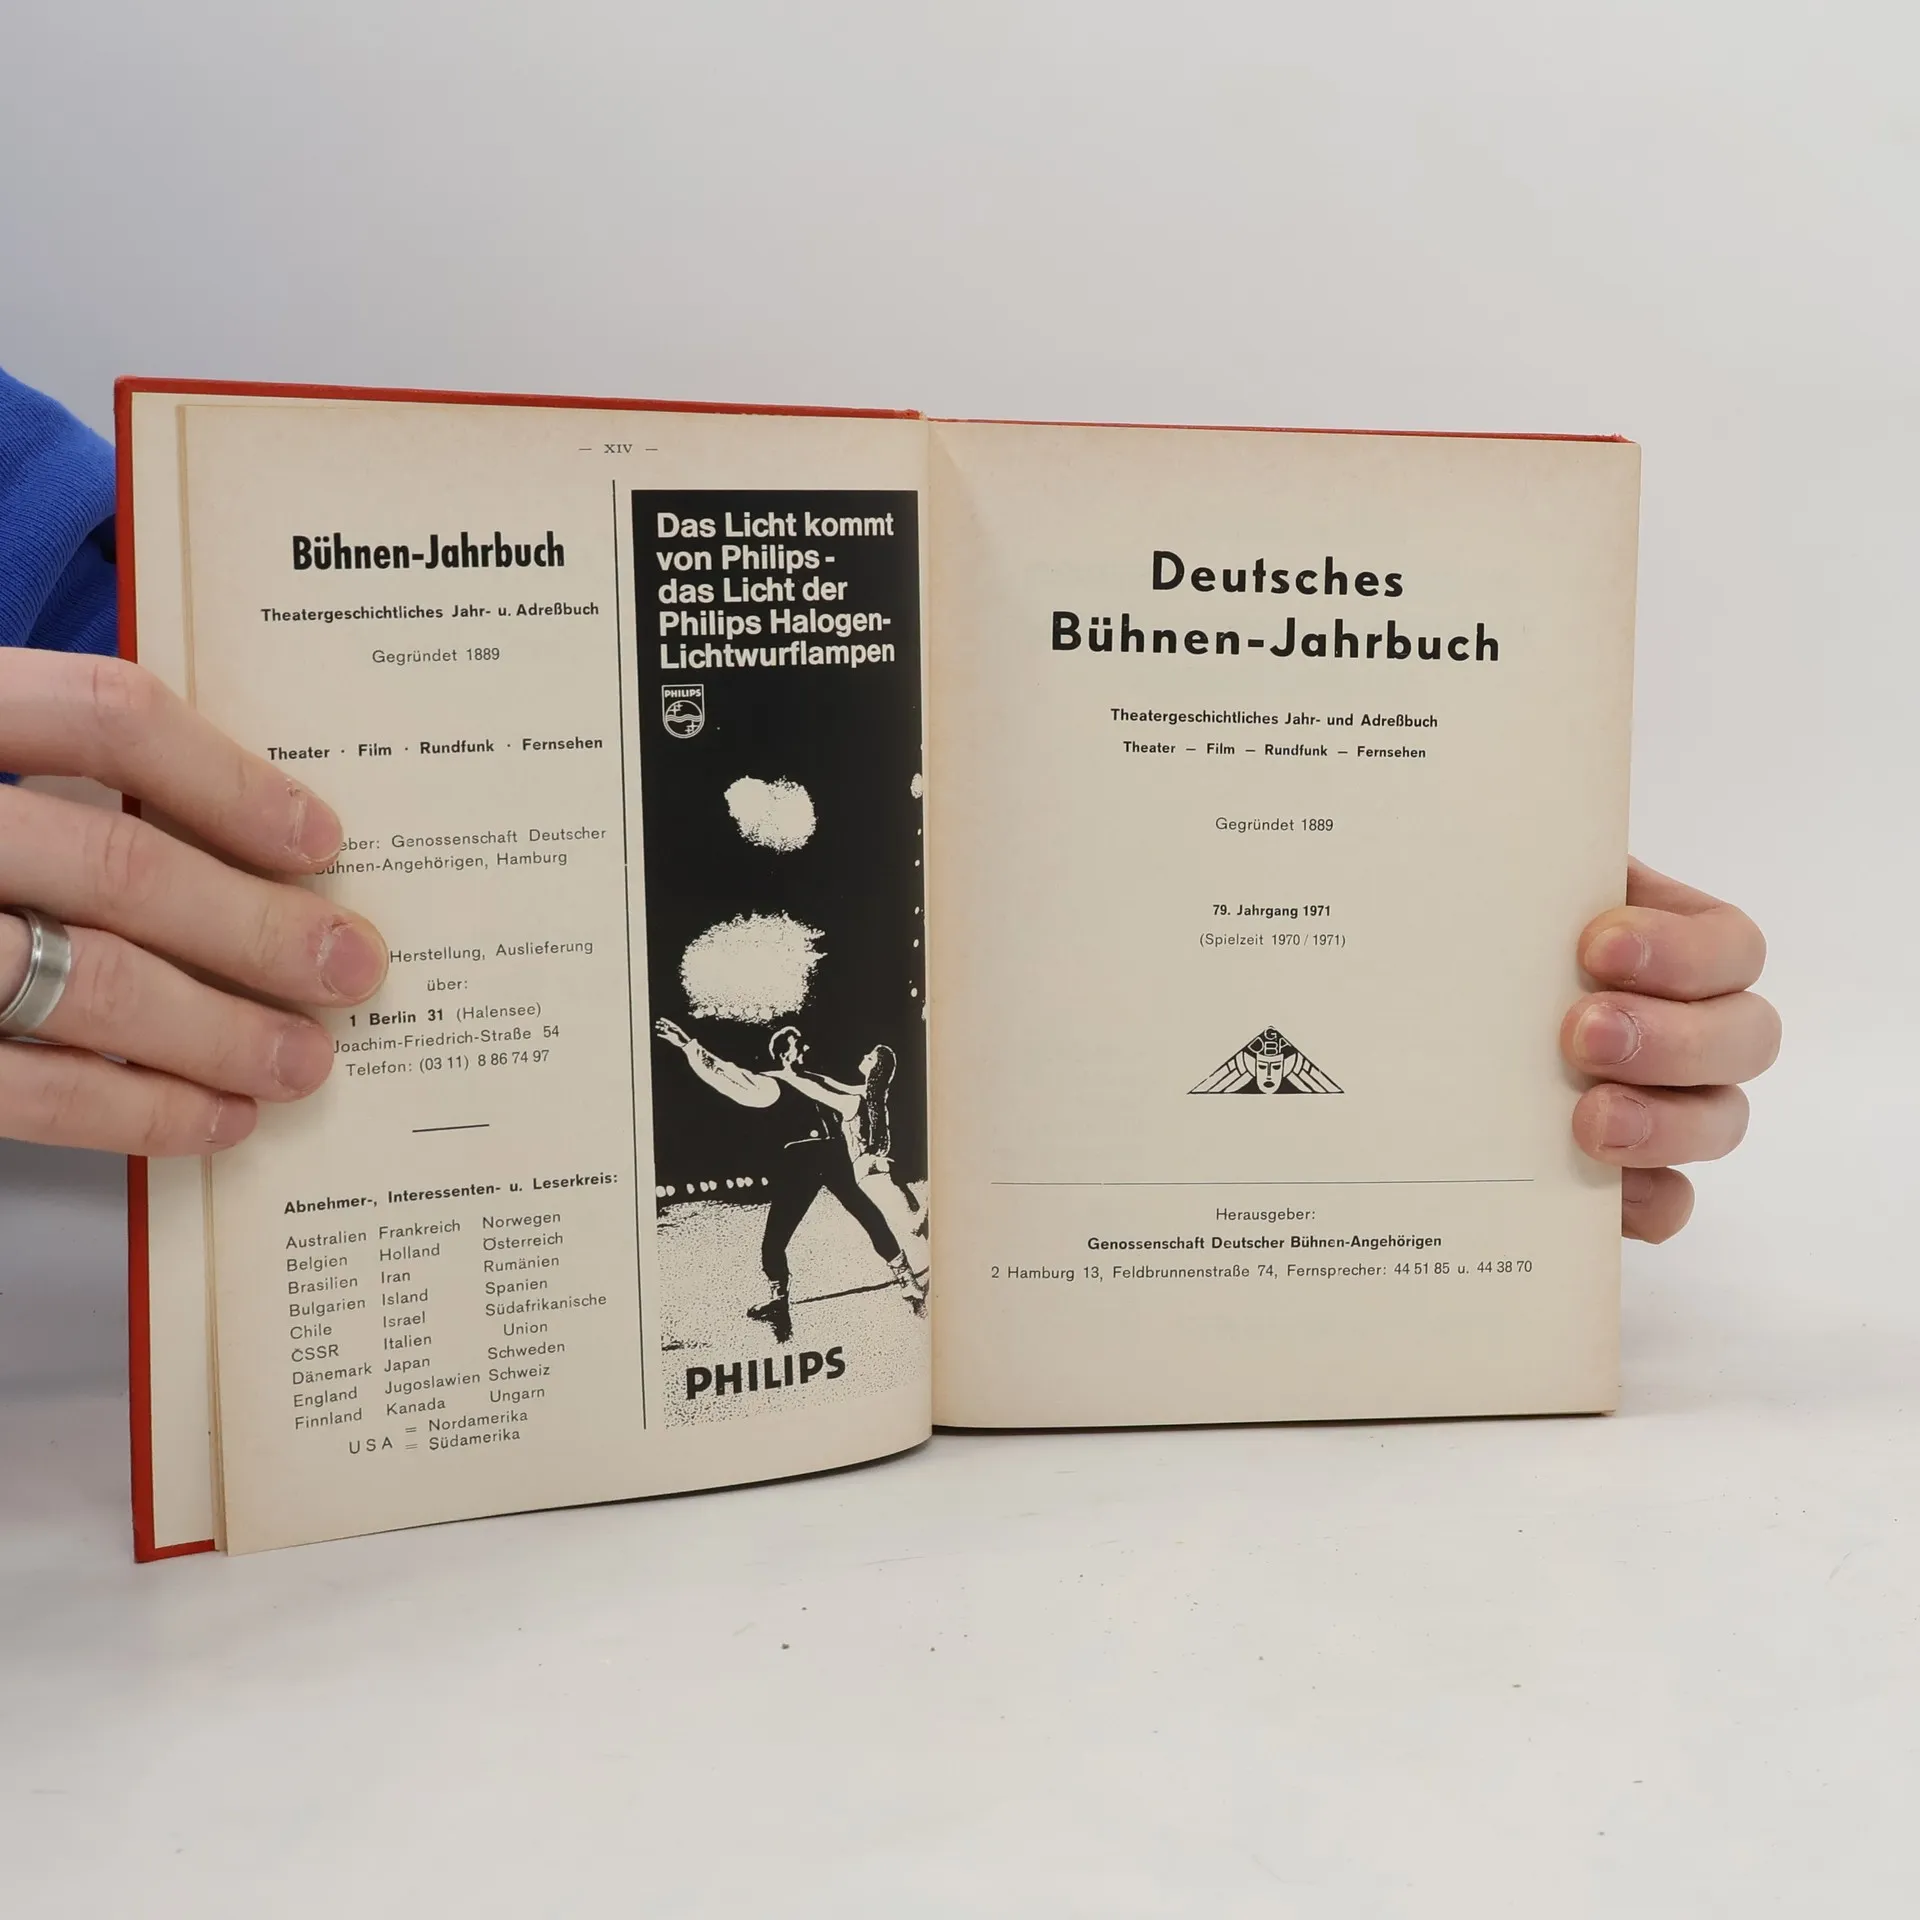 — XIV —
Bühnen-Jahrbuch
Theatergeschichtliches Jahr- u. Adreßbuch
Gegründet 1889
Theater · Film · Rundfunk · Fernsehen
Genossenschaft Deutscher
Bühnen-Angehörigen, Hamburg
Herstellung, Auslieferung
über:
1 Berlin 31 (Halensee)
Joachim-Friedrich-Straße 54
Telefon: (03 11) 8 86 74 97
Abnehmer-, Interessenten- u. Leserkreis:
Australien Frankreich Norwegen
Belgien Holland Österreich
Brasilien Iran Rumänien
Bulgarien Island Spanien
Chile Israel Südafrikanische
ČSSR Italien Union
Dänemark Japan Schweden
England Jugoslawien Schweiz
Finnland Kanada Ungarn
= Nordamerika
USA = Südamerika
Das Licht kommt
von Philips -
das Licht der
Philips Halogen-
Lichtwurflampen
PHILIPS
PHILIPS
Deutsches
Bühnen-Jahrbuch
Theatergeschichtliches Jahr- und Adreßbuch
Theater — Film — Rundfunk — Fernsehen
Gegründet 1889
79. Jahrgang 1971
(Spielzeit 1970 / 1971)
GDBA
Herausgeber:
Genossenschaft Deutscher Bühnen-Angehörigen
2 Hamburg 13, Feldbrunnenstraße 74, Fernsprecher: 44 51 85 u. 44 38 70